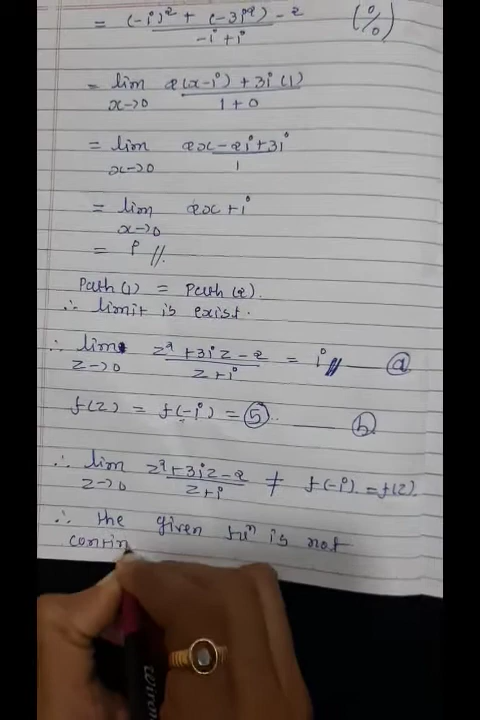 = (-i)² + (-3i²) - 2 / -i + i (0/0)
= lim x→0 2(x-i) + 3i(1) / 1+0
= lim x→0 2x - 2i + 3i / 1
= lim x→0 2x + i
= i //.
Path(1) = Path(2).
∴ limit is exist.
∴ lim z→0 z² + 3iz - 2 / z+i = i // — (a)
f(z) = f(-i) = 5. — (b)
∴ lim z→0 z² + 3iz - 2 / z+i ≠ f(-i) = f(z).
∴ the given fuⁿ is not
contin